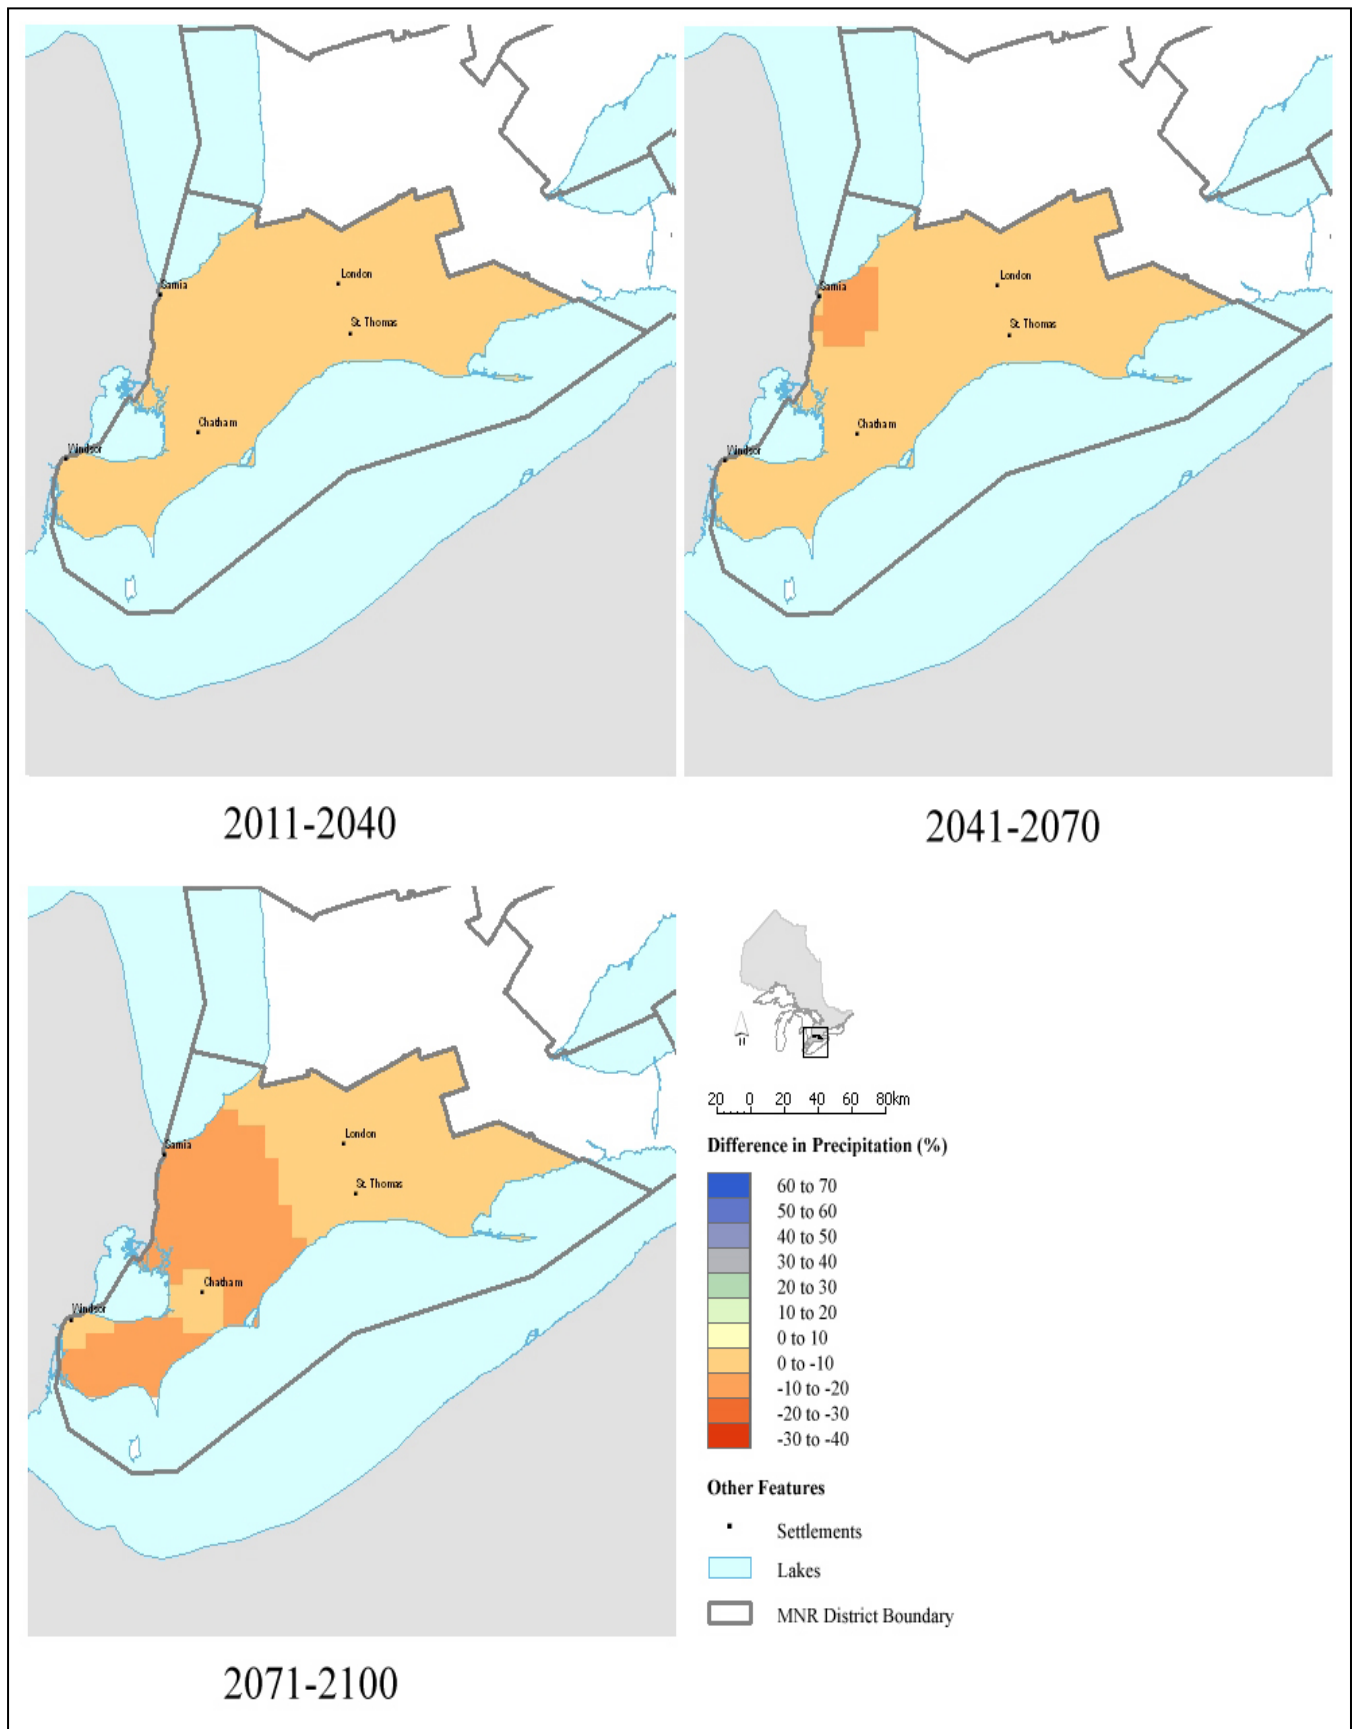 Sarnia
London
St. Thomas
Chatham
Windsor
2011-2040
Sarnia
London
St. Thomas
Chatham
Windsor
2041-2070
Sarnia
London
St. Thomas
Chatham
Windsor
2071-2100
N
20 0 20 40 60 80km
Difference in Precipitation (%)
60 to 70
50 to 60
40 to 50
30 to 40
20 to 30
10 to 20
0 to 10
0 to -10
-10 to -20
-20 to -30
-30 to -40
Other Features
Settlements
Lakes
MNR District Boundary